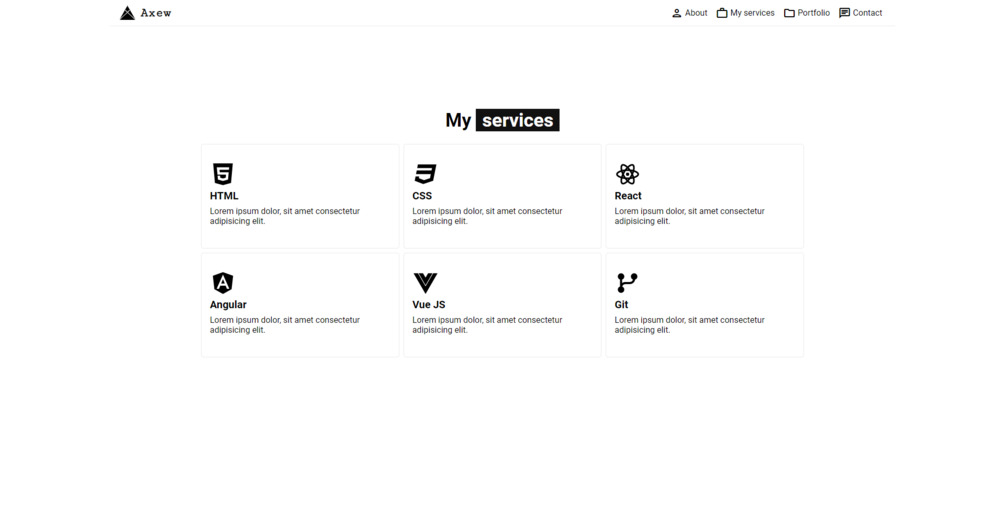 Axew
About
My services
Portfolio
Contact
My services
HTML
Lorem ipsum dolor, sit amet consectetur
adipisicing elit.
CSS
Lorem ipsum dolor, sit amet consectetur
adipisicing elit.
React
Lorem ipsum dolor, sit amet consectetur
adipisicing elit.
Angular
Lorem ipsum dolor, sit amet consectetur
adipisicing elit.
Vue JS
Lorem ipsum dolor, sit amet consectetur
adipisicing elit.
Git
Lorem ipsum dolor, sit amet consectetur
adipisicing elit.